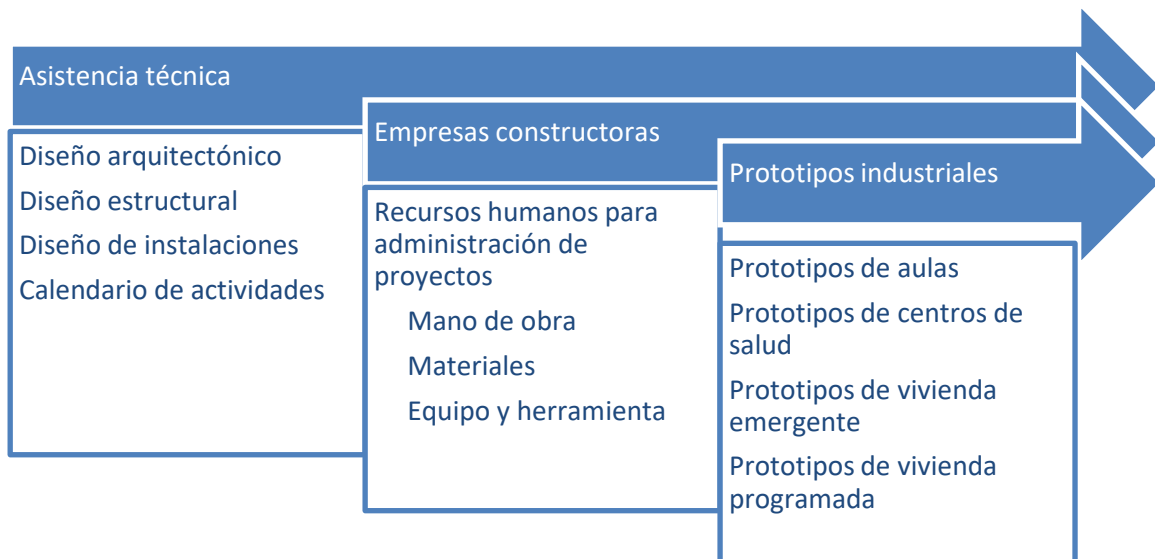 Asistencia técnica
Diseño arquitectónico
Diseño estructural
Diseño de instalaciones
Calendario de actividades
Empresas constructoras
Recursos humanos para
administración de
proyectos
Mano de obra
Materiales
Equipo y herramienta
Prototipos industriales
Prototipos de aulas
Prototipos de centros de
salud
Prototipos de vivienda
emergente
Prototipos de vivienda
programada